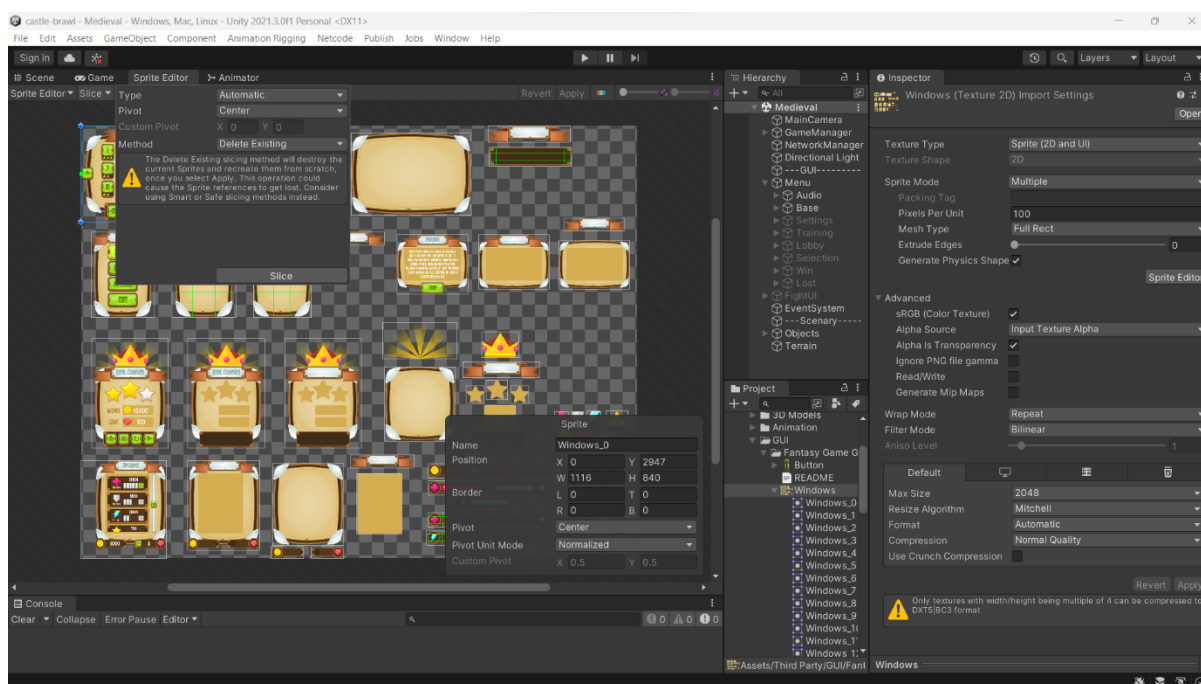 castle-brawl - Medieval - Windows, Mac, Linux - Unity 2021.3.0f1 Personal <DX11>
File Edit Assets GameObject Component Animation Rigging Netcode Publish Jobs Window Help
Sign in
Layers
Layout
Scene
Game
Sprite Editor
Animator
Sprite Editor
Slice
Revert Apply
Type Automatic
Pivot Center
Custom Pivot X 0 Y 0
Method Delete Existing
The Delete Existing slicing method will destroy the
current Sprites and recreate them from scratch,
once you select Apply. This operation could
cause the Sprite references to get lost. Consider
using Smart or Safe slicing methods instead.
Slice
Sprite
Name Windows_0
Position X 0 Y 2947
W 1116 H 840
Border L 0 T 0
R 0 B 0
Pivot Center
Pivot Unit Mode Normalized
Custom Pivot X 0.5 Y 0.5
Console
Clear Collapse Error Pause Editor
0 0 0
Hierarchy
All
Medieval
MainCamera
GameManager
NetworkManager
Directional Light
---GUI---------
Menu
Audio
Base
Settings
Training
Lobby
Selection
Win
Lost
FightUI
EventSystem
---Scenary-----
Objects
Terrain
Project
3D Models
Animation
GUI
Fantasy Game G
Button
README
Windows
Windows_0
Windows_1
Windows_2
Windows_3
Windows_4
Windows_5
Windows_6
Windows_7
Windows_8
Windows_9
Assets/Third Party/GUI/Fant
Inspector
Windows (Texture 2D) Import Settings
Open
Texture Type Sprite (2D and UI)
Texture Shape 2D
Sprite Mode Multiple
Packing Tag
Pixels Per Unit 100
Mesh Type Full Rect
Extrude Edges 0
Generate Physics Shape
Sprite Edito
Advanced
sRGB (Color Texture)
Alpha Source Input Texture Alpha
Alpha Is Transparency
Ignore PNG file gamma
Read/Write
Generate Mip Maps
Wrap Mode Repeat
Filter Mode Bilinear
Aniso Level 1
Default
Max Size 2048
Resize Algorithm Mitchell
Format Automatic
Compression Normal Quality
Use Crunch Compression
Revert Apply
Only textures with width/height being multiple of 4 can be compressed to
DXT5|BC3 format
Windows